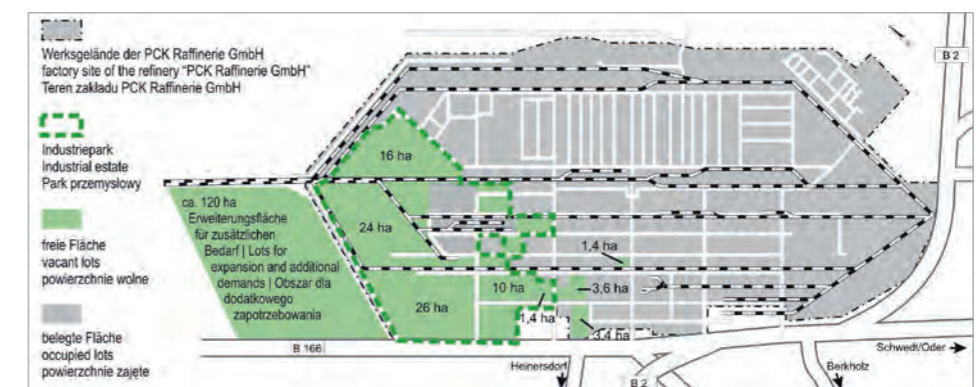 Werksgelände der PCK Raffinerie GmbH
factory site of the refinery "PCK Raffinerie GmbH"
Teren zakładu PCK Raffinerie GmbH
Industriepark
Industrial estate
Park przemysłowy
freie Fläche
vacant lots
powierzchnie wolne
belegte Fläche
occupied lots
powierzchnie zajęte
ca. 120 ha
Erweiterungsfläche
für zusätzlichen
Bedarf | Lots for
expansion and additional
demands | Obszar dla
dodatkowego
zapotrzebowania
16 ha
24 ha
26 ha
10 ha
1,4 ha
1,4 ha
3,6 ha
3,4 ha
B 2
B 166
Heinersdorf
B 2
Berkholz
Schwedt/Oder